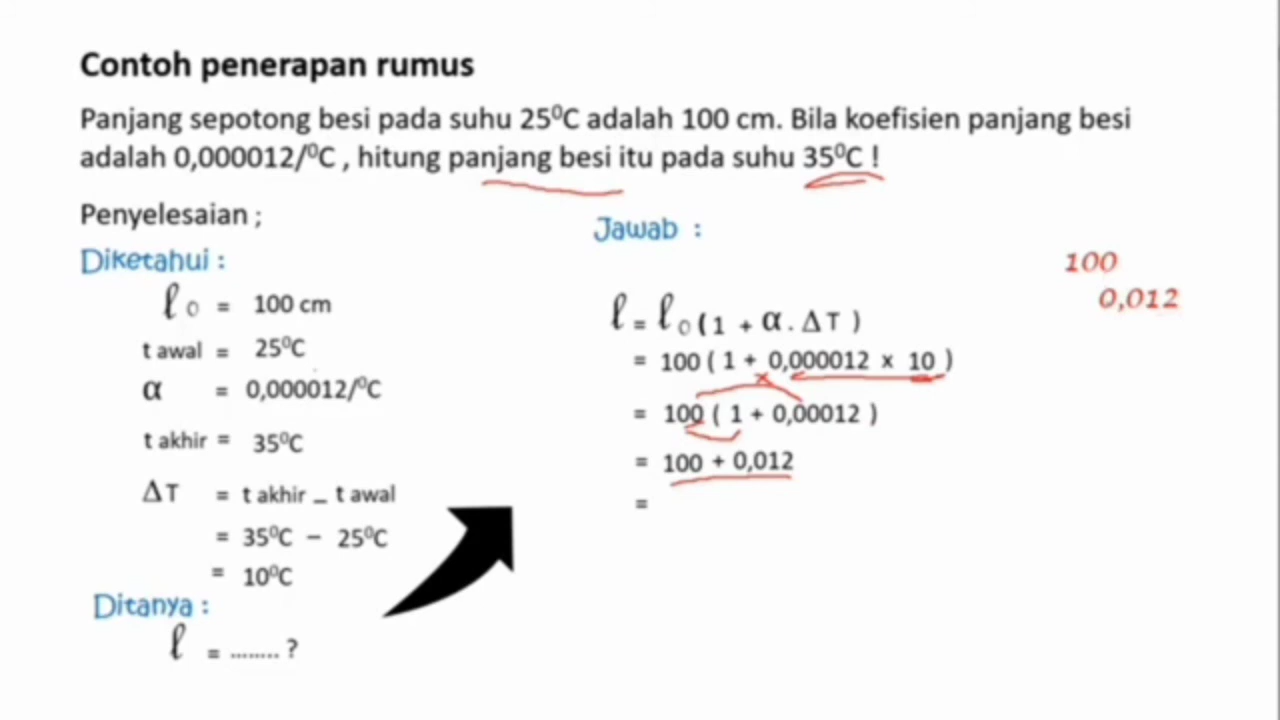 Contoh penerapan rumus
Panjang sepotong besi pada suhu 25⁰C adalah 100 cm. Bila koefisien panjang besi
adalah 0,000012/⁰C , hitung panjang besi itu pada suhu 35⁰C !
Penyelesaian ;
Diketahui :
ℓ₀ = 100 cm
t awal = 25⁰C
α = 0,000012/⁰C
t akhir = 35⁰C
ΔT = t akhir – t awal
= 35⁰C – 25⁰C
= 10⁰C
Ditanya :
ℓ = ........ ?
Jawab :
ℓ = ℓ₀ ( 1 + α . ΔT )
= 100 ( 1 + 0,000012 x 10 )
x
= 100 ( 1 + 0,00012 )
= 100 + 0,012
=
100
0,012